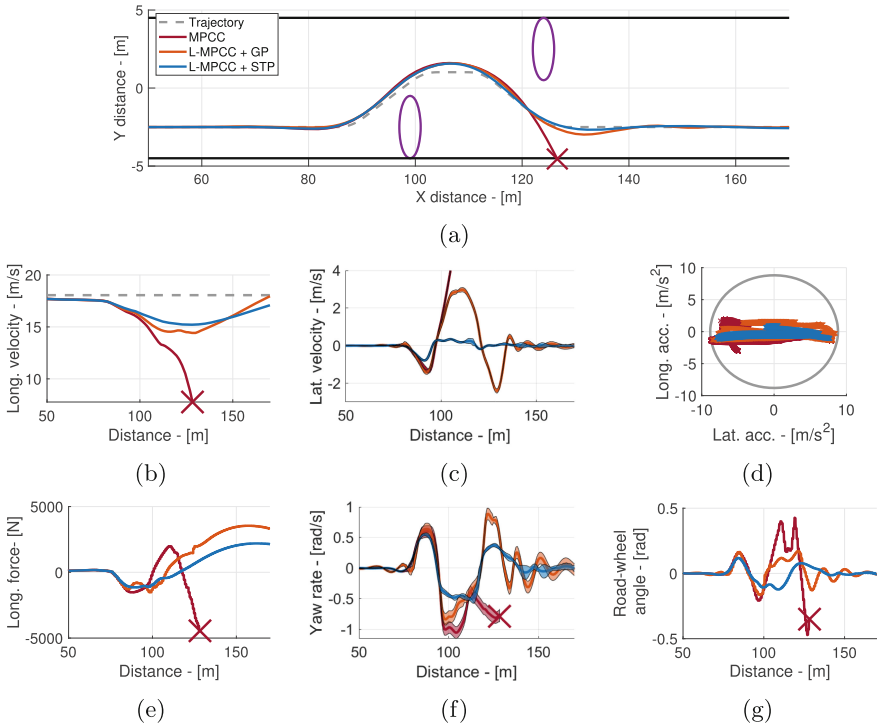 5
0
-5
Y distance - [m]
Trajectory
MPCC
L-MPCC + GP
L-MPCC + STP
60 80 100 120 140 160
X distance - [m]
(a)
20
15
10
Long. velocity - [m/s]
50 100 150
Distance - [m]
(b)
4
2
0
-2
Lat. velocity - [m/s]
50 100 150
Distance - [m]
(c)
10
5
0
-5
-10
Long. acc. - [m/s²]
-10 0 10
Lat. acc. - [m/s²]
(d)
5000
0
-5000
Long. force- [N]
50 100 150
Distance - [m]
(e)
1
0.5
0
-0.5
-1
Yaw rate - [rad/s]
50 100 150
Distance - [m]
(f)
0.5
0
-0.5
Road-wheel
angle - [rad]
50 100 150
Distance - [m]
(g)